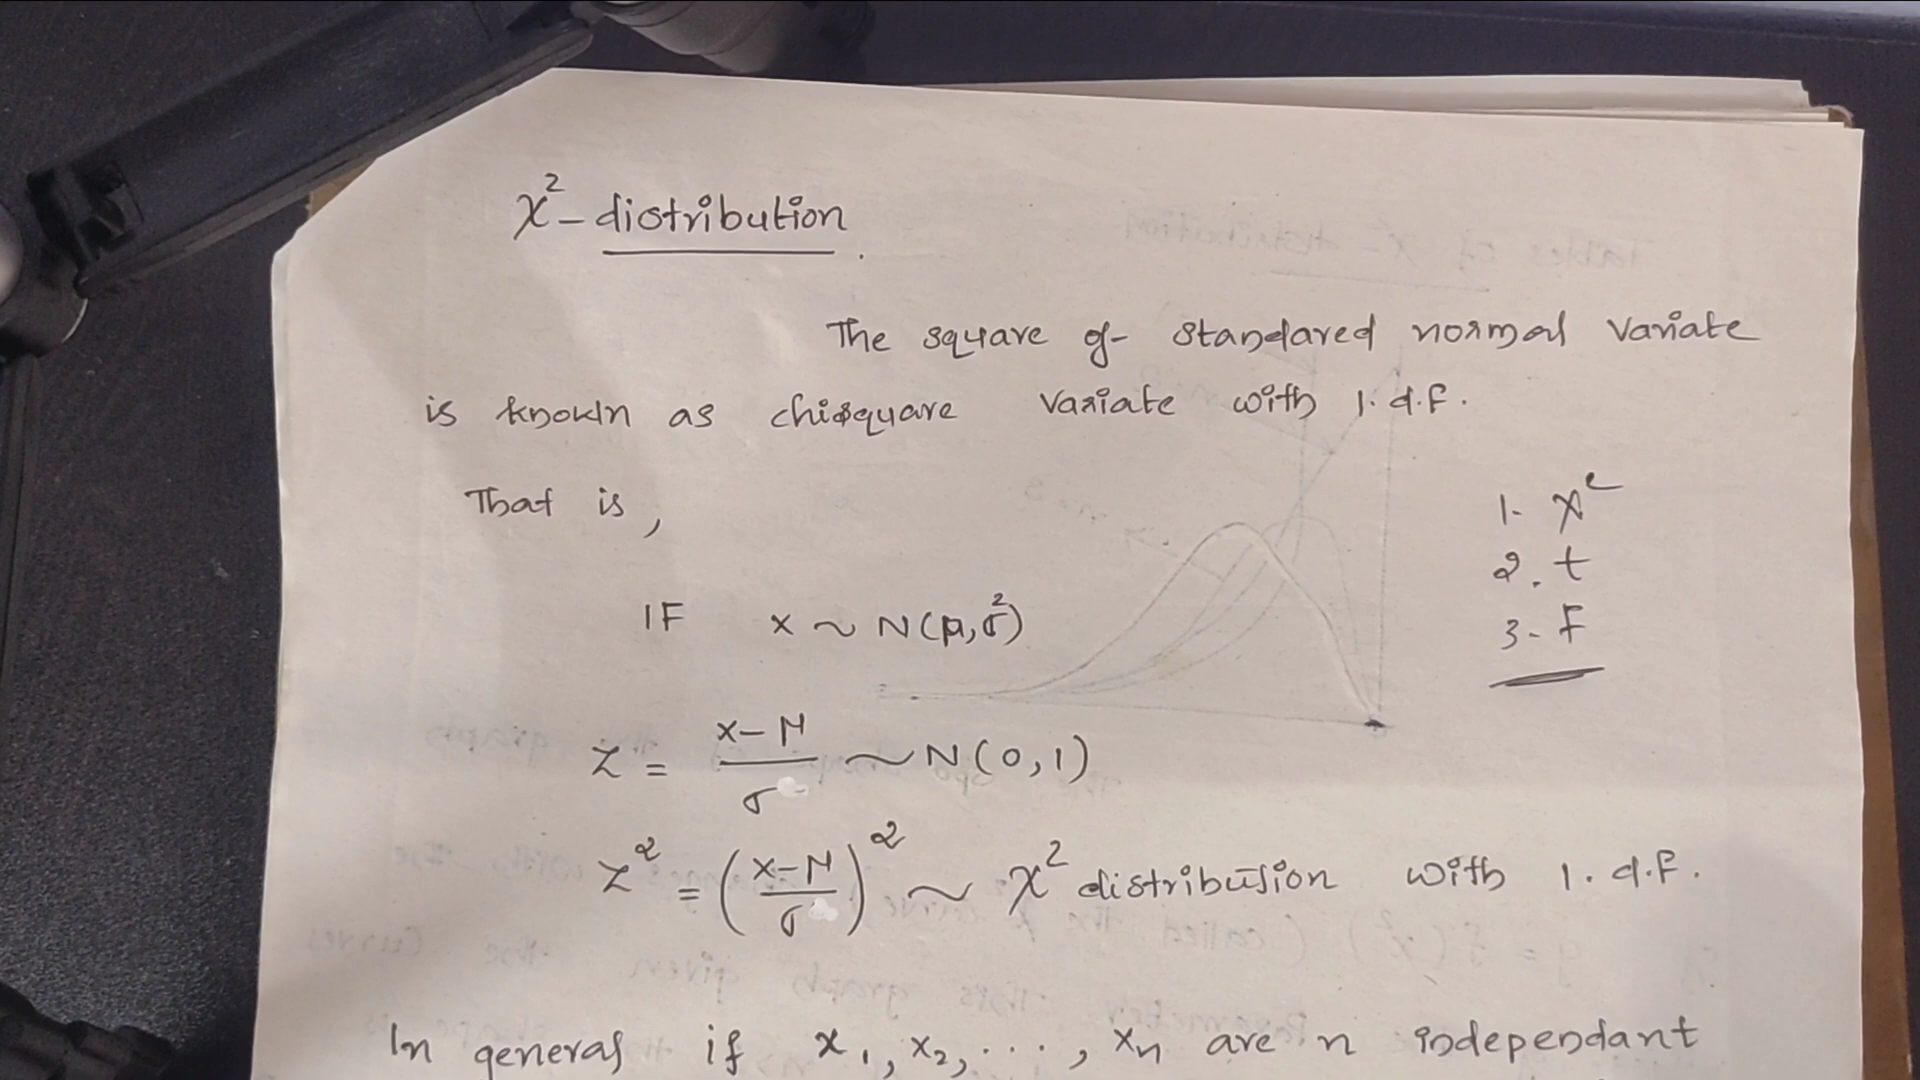 χ² - distribution.
The square of standared normal variate
is known as chisquare variate with 1. d.f.
That is,
1. χ²
2. t
3. F
IF x ~ N(μ, σ²)
Z = x-μ / σ ~ N(0,1)
Z² = (x-μ / σ)² ~ χ² distribution with 1. d.f.
In general if x₁, x₂, ..., xn are n independant